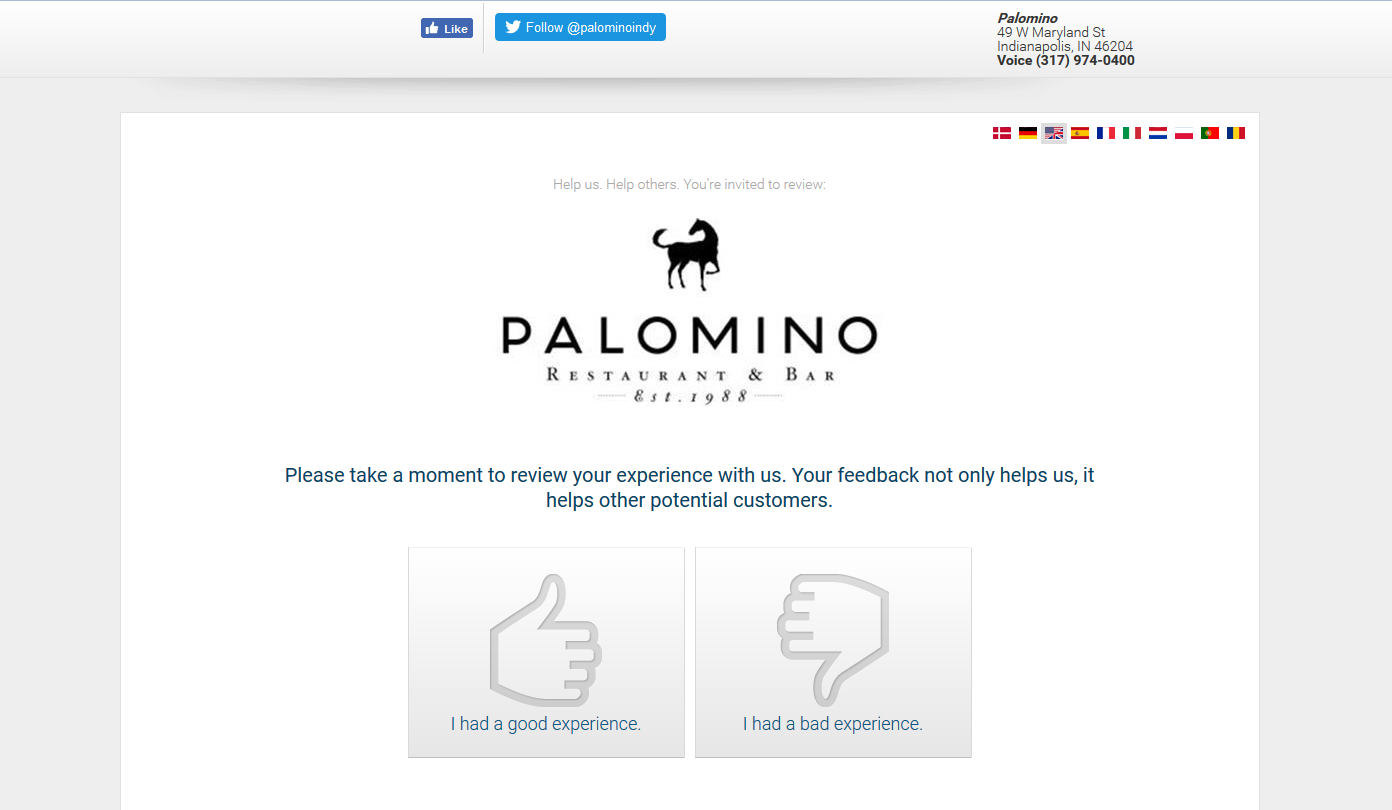 Like
Follow @palominoindy
Palomino
49 W Maryland St
Indianapolis, IN 46204
Voice (317) 974-0400
Help us. Help others. You're invited to review:
PALOMINO
RESTAURANT & BAR
Est.1988
Please take a moment to review your experience with us. Your feedback not only helps us, it
helps other potential customers.
I had a good experience.
I had a bad experience.